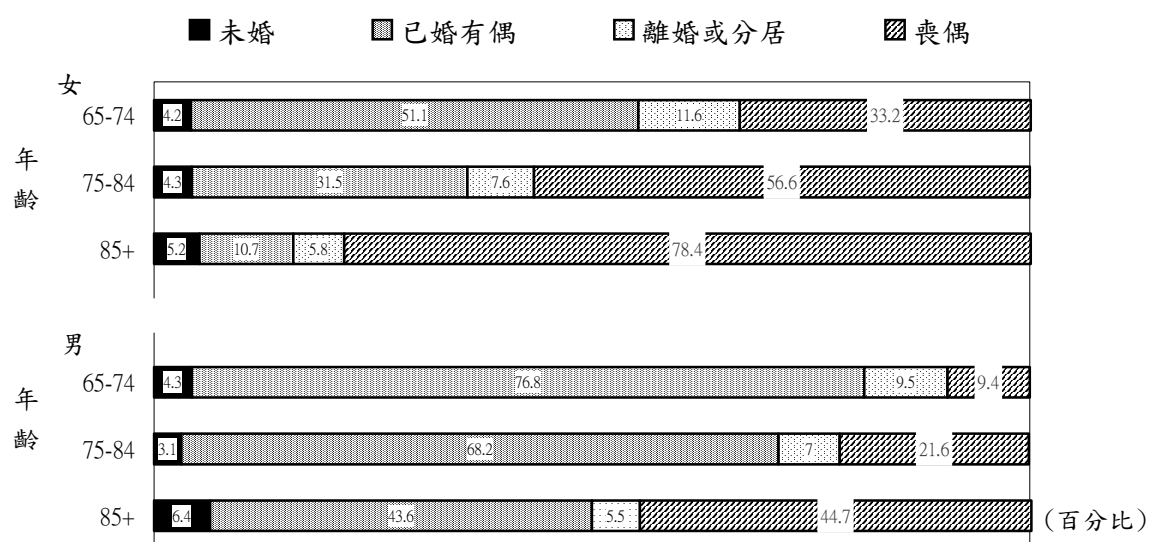 未婚 已婚有偶 離婚或分居 喪偶
女
65-74 4.2 51.1 11.6 33.2
年
75-84 4.3 31.5 7.6 56.6
齡
85+ 5.2 10.7 5.8 78.4
男
65-74 4.3 76.8 9.5 9.4
年
齡
75-84 3.1 68.2 7 21.6
85+ 6.4 43.6 5.5 44.7 (百分比)